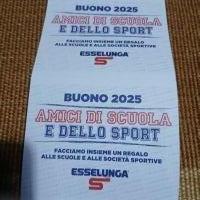 BUONO 2025
AMICI DI SCUOLA
E DELLO SPORT
FACCIAMO INSIEME UN REGALO
ALLE SCUOLE E ALLE SOCIETÀ SPORTIVE
ESSELUNGA
S
BUONO 2025
AMICI DI SCUOLA
E DELLO SPORT
FACCIAMO INSIEME UN REGALO
ALLE SCUOLE E ALLE SOCIETÀ SPORTIVE
ESSELUNGA
S